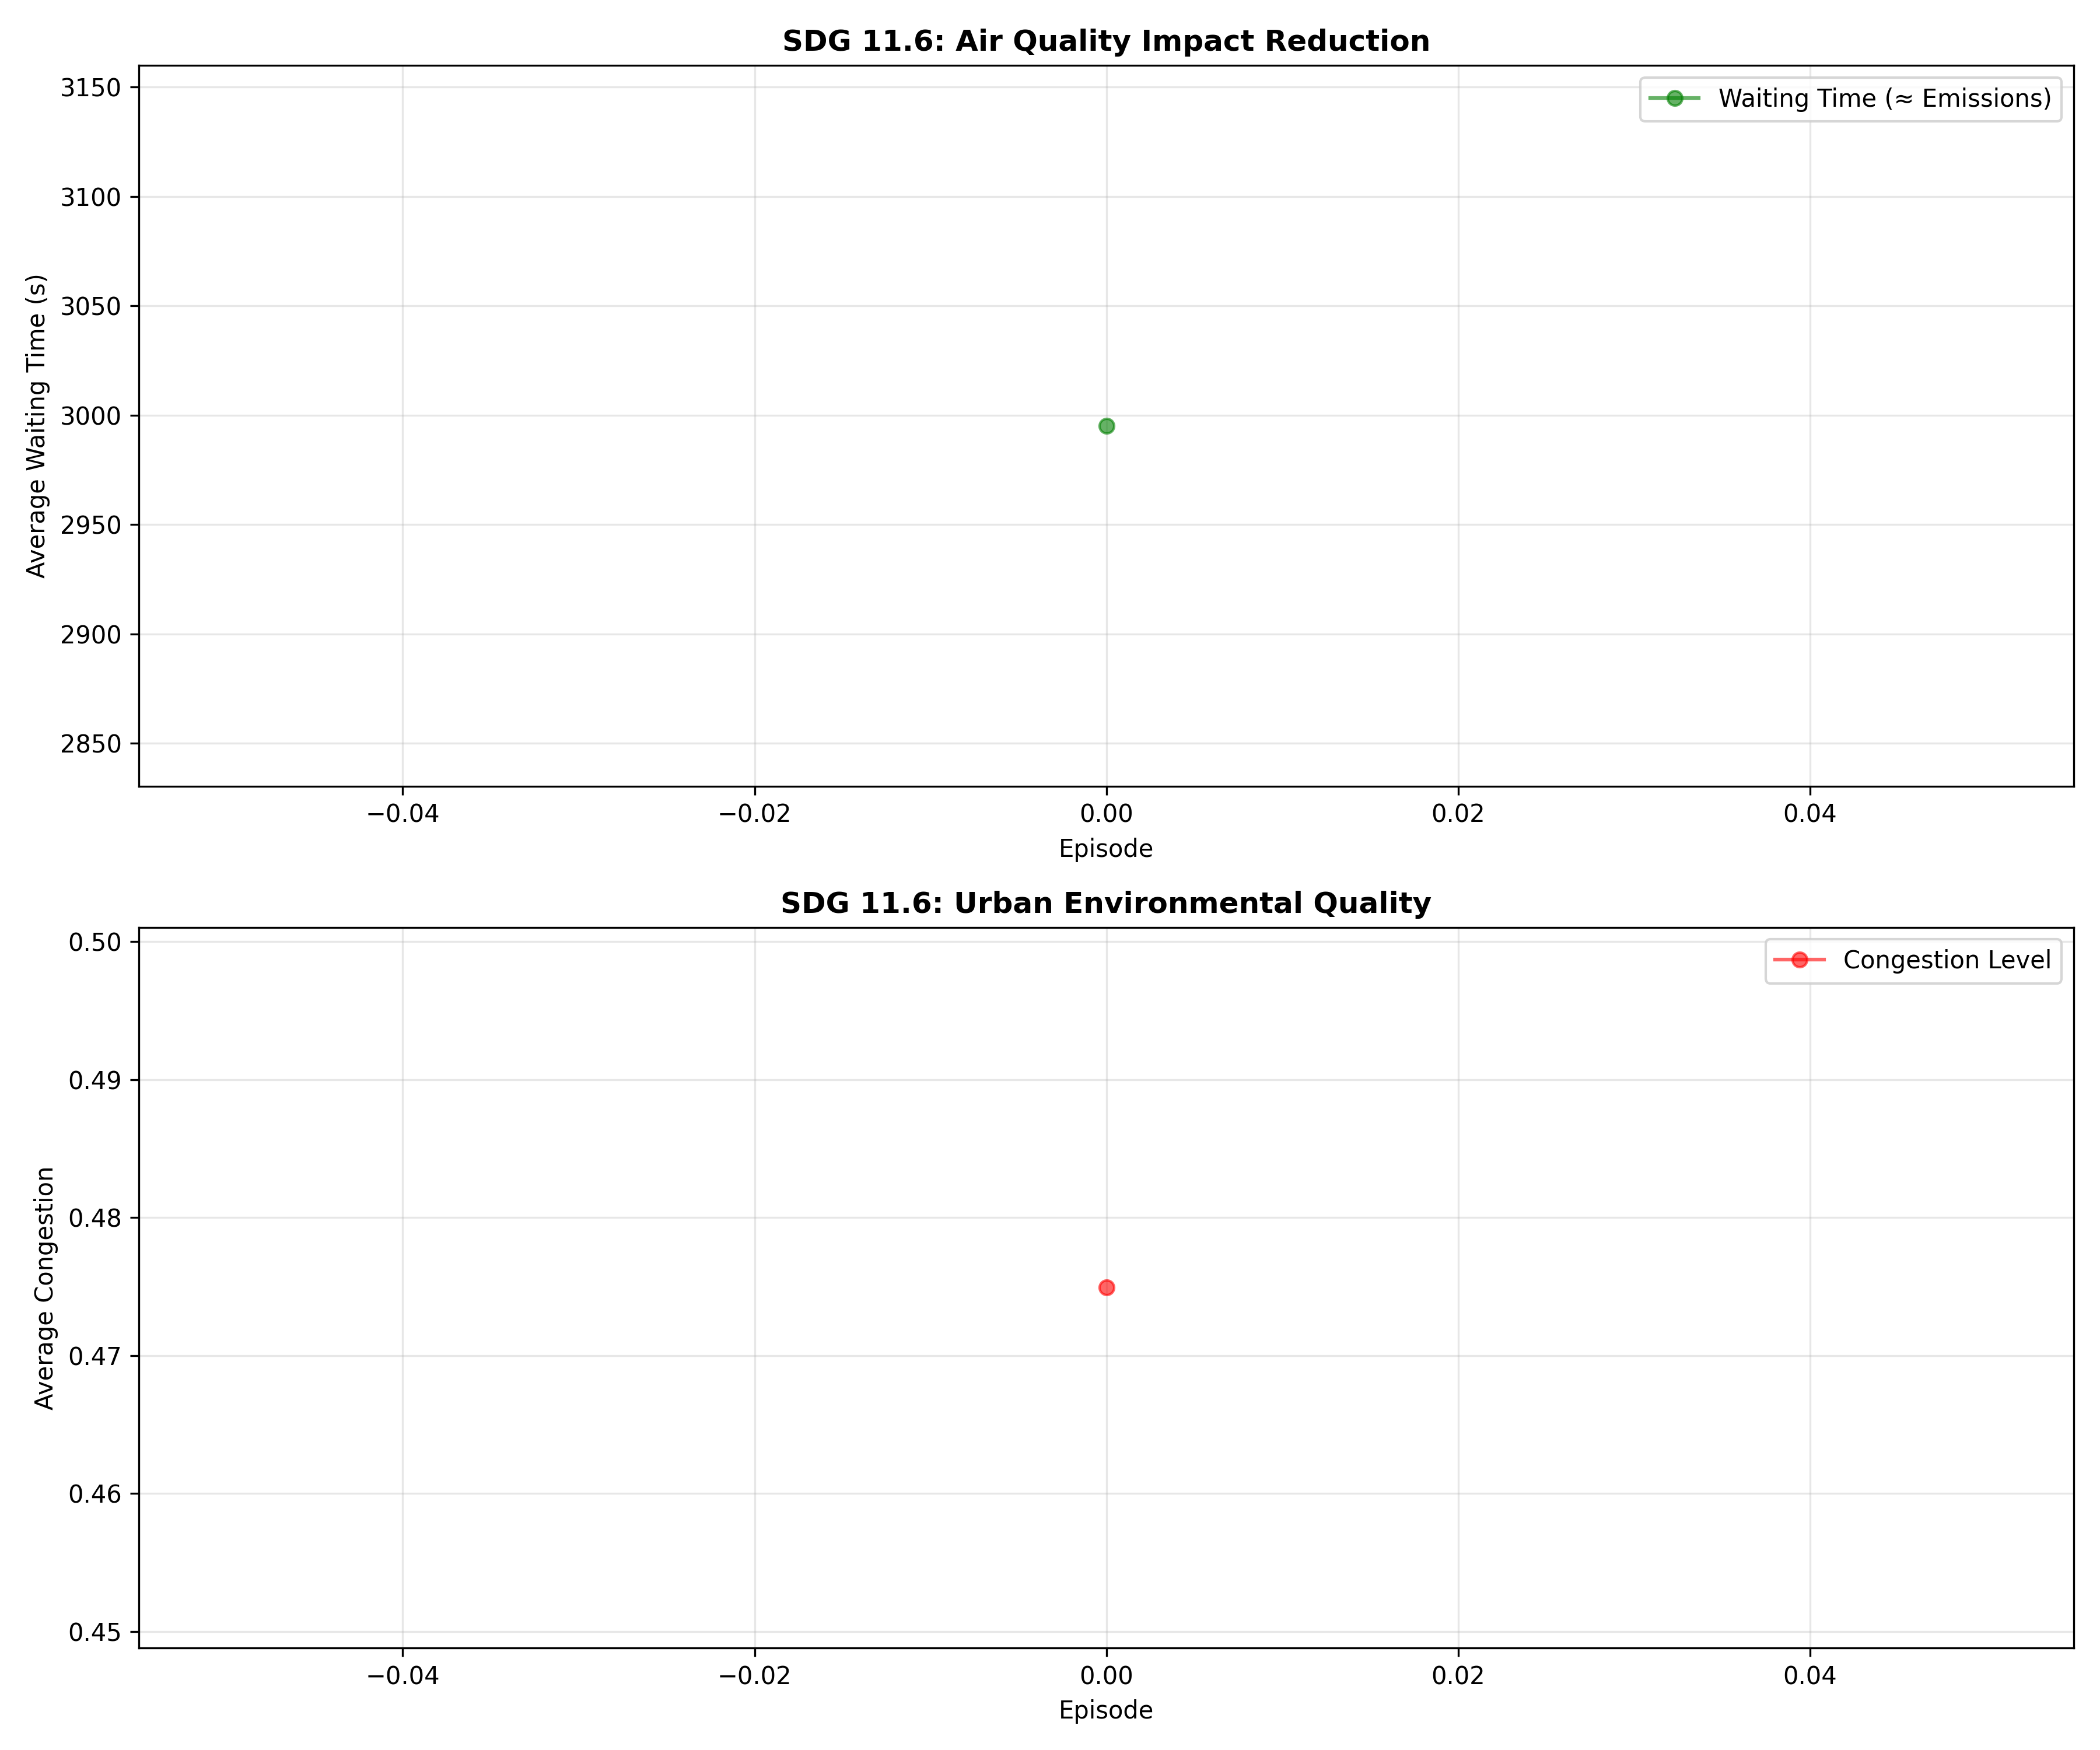 SDG 11.6: Air Quality Impact Reduction
Waiting Time (≈ Emissions)
Average Waiting Time (s)
3150
3100
3050
3000
2950
2900
2850
−0.04
−0.02
0.00
0.02
0.04
Episode
SDG 11.6: Urban Environmental Quality
Congestion Level
Average Congestion
0.50
0.49
0.48
0.47
0.46
0.45
−0.04
−0.02
0.00
0.02
0.04
Episode